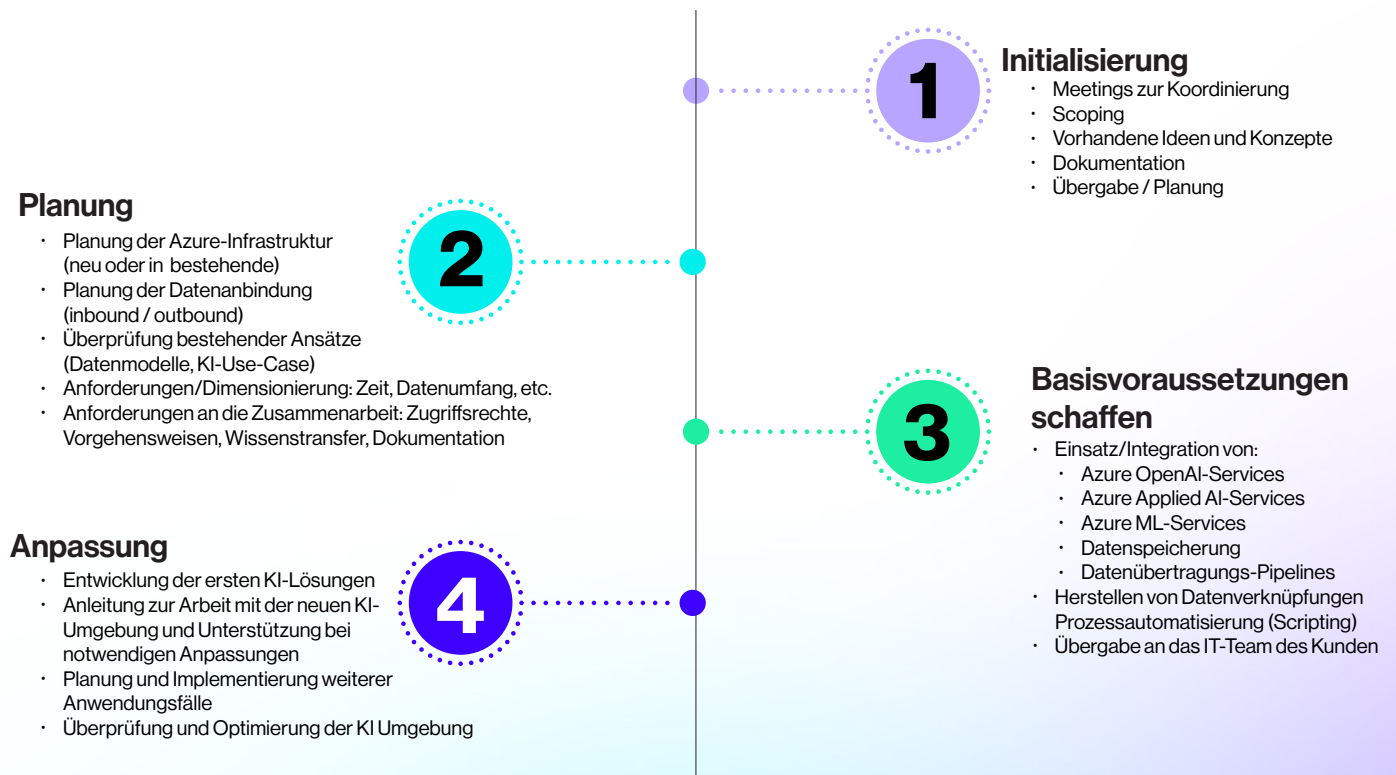 1
Initialisierung
· Meetings zur Koordinierung
· Scoping
· Vorhandene Ideen und Konzepte
· Dokumentation
· Übergabe / Planung
Planung
2
· Planung der Azure-Infrastruktur
(neu oder in bestehende)
· Planung der Datenanbindung
(inbound / outbound)
· Überprüfung bestehender Ansätze
(Datenmodelle, KI-Use-Case)
· Anforderungen/Dimensionierung: Zeit, Datenumfang, etc.
· Anforderungen an die Zusammenarbeit: Zugriffsrechte,
Vorgehensweisen, Wissenstransfer, Dokumentation
3
Basisvoraussetzungen
schaffen
· Einsatz/Integration von:
· Azure OpenAI-Services
· Azure Applied AI-Services
· Azure ML-Services
· Datenspeicherung
· Datenübertragungs-Pipelines
· Herstellen von Datenverknüpfungen
Prozessautomatisierung (Scripting)
· Übergabe an das IT-Team des Kunden
Anpassung
4
· Entwicklung der ersten KI-Lösungen
· Anleitung zur Arbeit mit der neuen KI-
Umgebung und Unterstützung bei
notwendigen Anpassungen
· Planung und Implementierung weiterer
Anwendungsfälle
· Überprüfung und Optimierung der KI Umgebung